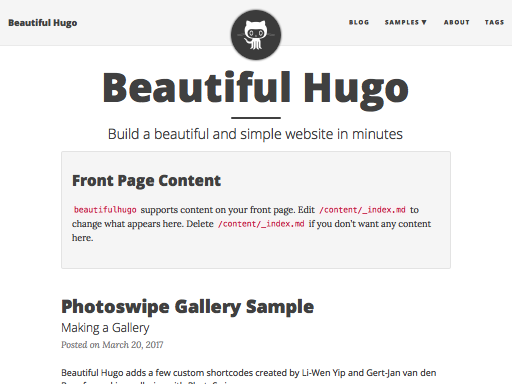 Beautiful Hugo
BLOG SAMPLES ▼ ABOUT TAGS
Beautiful Hugo
Build a beautiful and simple website in minutes
Front Page Content
beautifulhugo supports content on your front page. Edit /content/_index.md to
change what appears here. Delete /content/_index.md if you don't want any content
here.
Photoswipe Gallery Sample
Making a Gallery
Posted on March 20, 2017
Beautiful Hugo adds a few custom shortcodes created by Li-Wen Yip and Gert-Jan van den